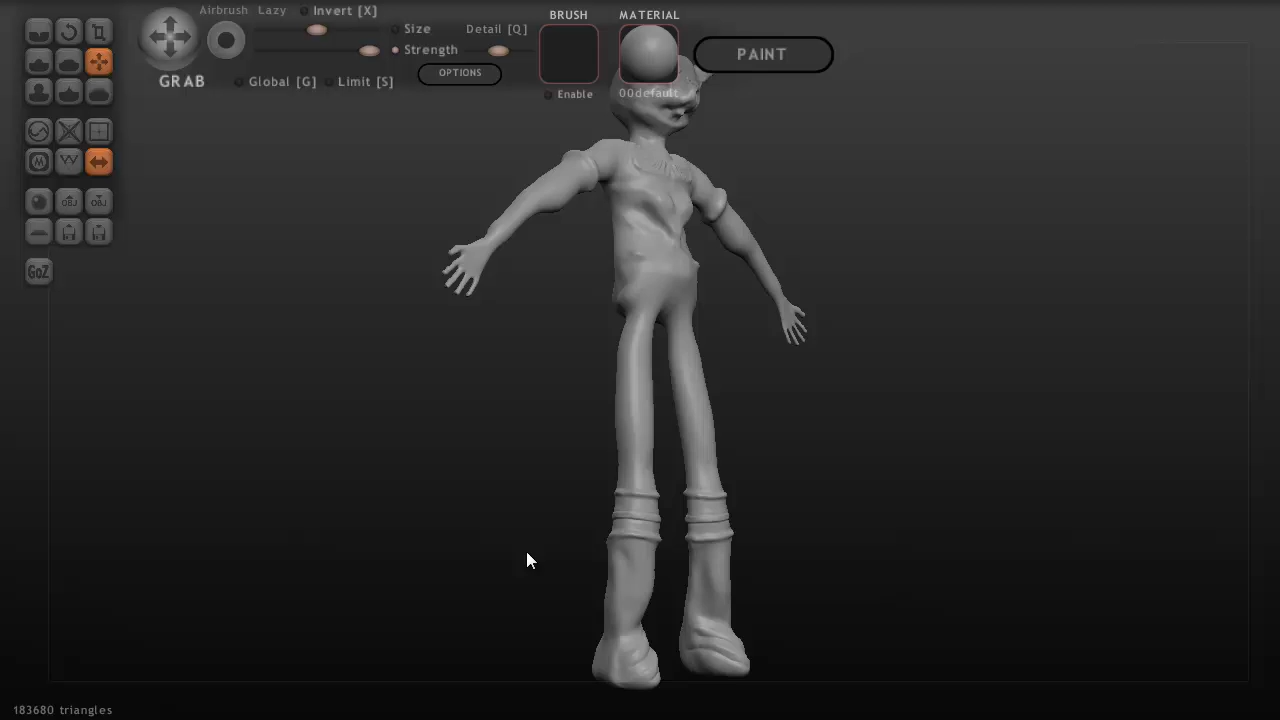 Airbrush Lazy Invert [X]
Size Detail [Q]
Strength
GRAB Global [G] Limit [S]
OPTIONS
BRUSH
Enable
MATERIAL
00default
PAINT
OBJ OBJ
GoZ
183680 triangles